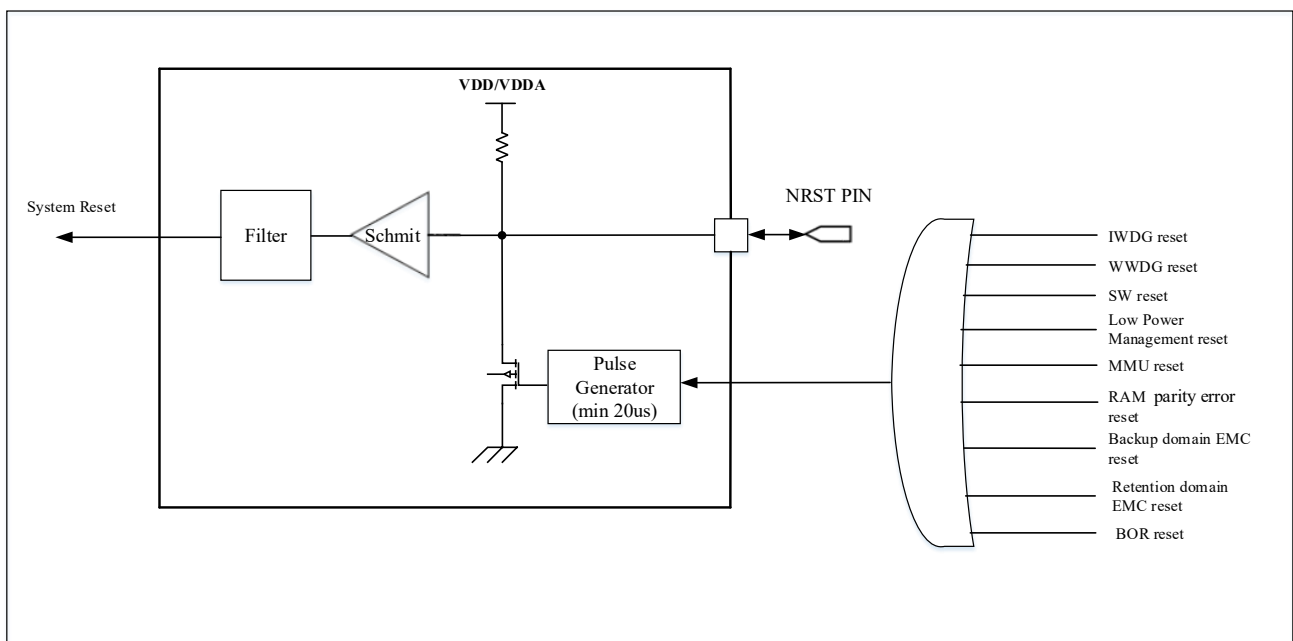 VDD/VDDA
System Reset
Filter
Schmit
NRST PIN
Pulse
Generator
(min 20us)
IWDG reset
WWDG reset
SW reset
Low Power
Management reset
MMU reset
RAM parity error
reset
Backup domain EMC
reset
Retention domain
EMC reset
BOR reset